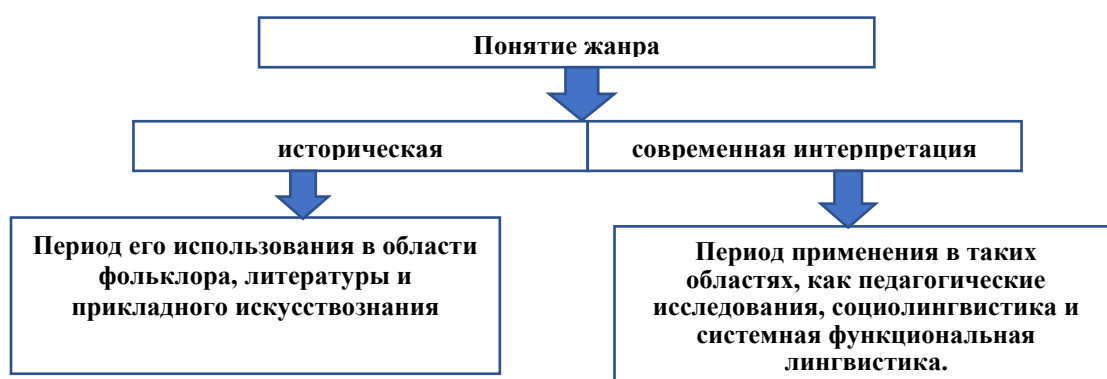 Понятие жанра
историческая
современная интерпретация
Период его использования в области
фольклора, литературы и
прикладного искусствознания
Период применения в таких
областях, как педагогические
исследования, социолингвистика и
системная функциональная
лингвистика.